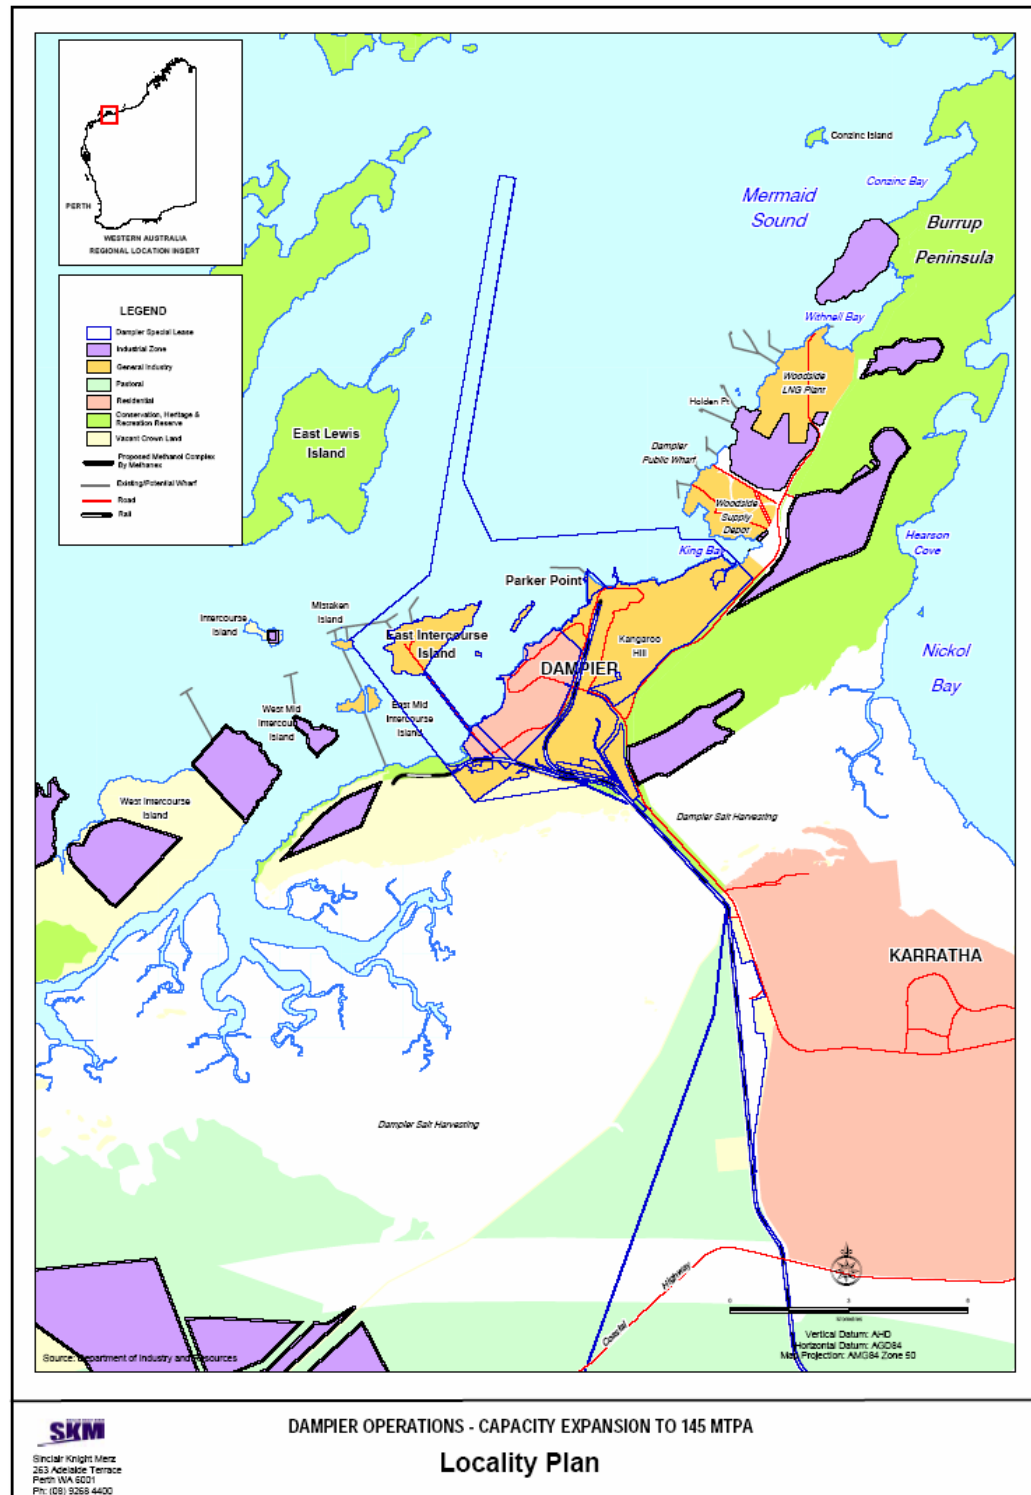 PERTH
WESTERN AUSTRALIA
REGIONAL LOCATION INSERT
LEGEND
Dampier Special Lease
Industrial Zone
General Industry
Pastoral
Residential
Conservation, Heritage &
Recreation Reserve
Vacant Crown Land
Proposed Methanol Complex
By Methanex
Existing/Potential Wharf
Road
Rail
Conzinc Island
Conzinc Bay
Mermaid
Sound
Burrup
Peninsula
Withnell Bay
Woodside
LNG Plant
Holden Pt
East Lewis
Island
Dampier
Public Wharf
Woodside
Supply
Depot
King Bay
Hearson
Cove
Parker Point
Mistaken
Island
Intercourse
Island
East Intercourse
Island
Kangaroo
Hill
DAMPIER
Nickol
Bay
East Mid
Intercourse
Island
West Mid
Intercourse
Island
West Intercourse
Island
Dampier Salt Harvesting
KARRATHA
Dampier Salt Harvesting
Coastal
Highway
Vertical Datum: AHD
Horizontal Datum: AGD84
Map Projection: AMG84 Zone 50
Source: Department of Industry and Resources
DAMPIER OPERATIONS - CAPACITY EXPANSION TO 145 MTPA
Locality Plan
SKM
Sinclair Knight Merz
263 Adelaide Terrace
Perth WA 6001
Ph: (08) 9268 4400